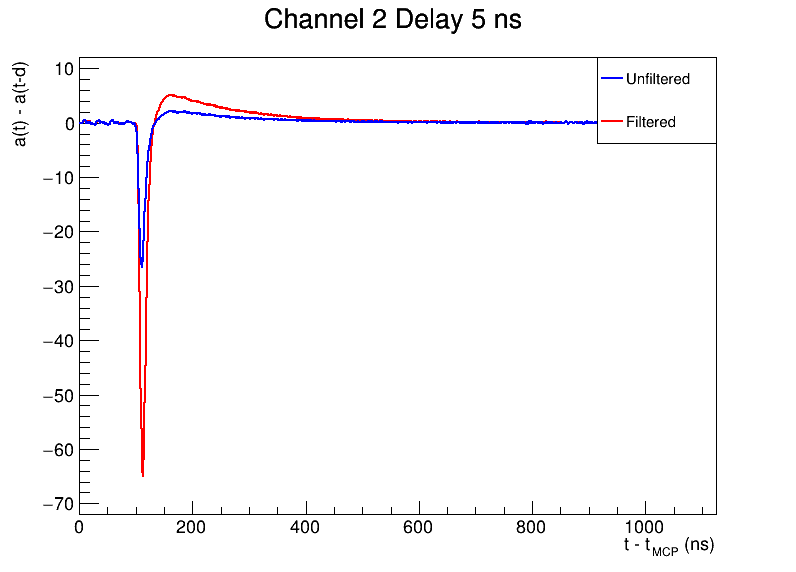 Channel 2 Delay 5 ns
a(t) - a(t-d)
10
0
−10
−20
−30
−40
−50
−60
−70
Unfiltered
Filtered
0 200 400 600 800 1000
t - t_MCP (ns)